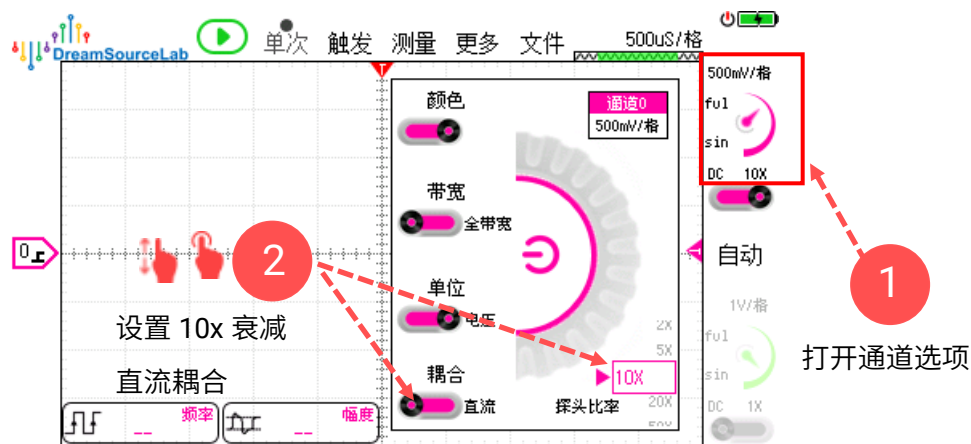 DreamSourceLab
单次 触发 测量 更多 文件
500uS/格
T
颜色
通道0
500mV/格
带宽
全带宽
单位
电压
耦合
直流
2X
5X
10X
20X
50X
探头比率
500mV/格
ful
sin
DC 10X
自动
1V/格
ful
sin
DC 1X
0
2
设置 10x 衰减
直流耦合
1
打开通道选项
频率
--
幅度
--